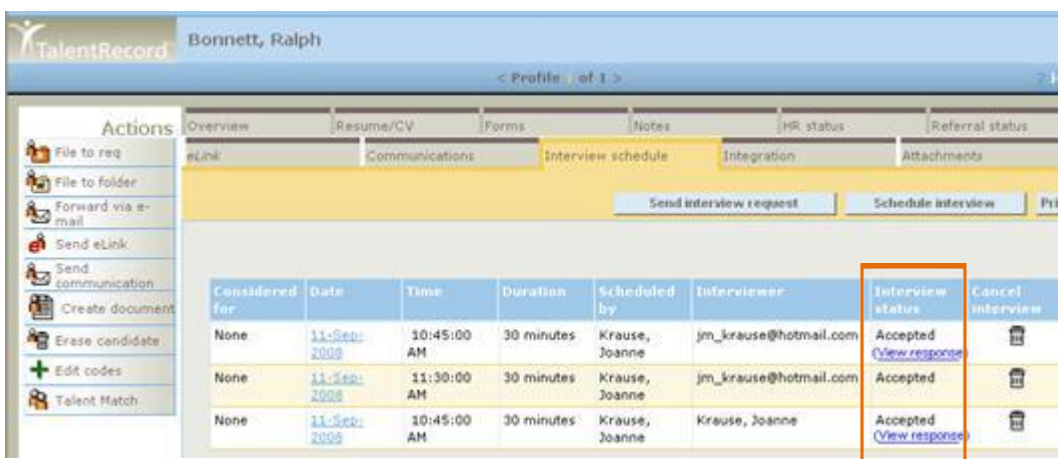 TalentRecord
Bonnett, Ralph
< Profile 1 of 1 >
Actions
Overview Resume/CV Forms Notes HR status Referral status
eLink Communications Interview schedule Integration Attachments
File to req
File to folder
Forward via e-
mail
Send eLink
Send
communication
Create document
Erase candidate
Edit codes
Talent Match
Send interview request Schedule interview Pri
Considered Date Time Duration Scheduled Interviewer Interview Cancel
for by status interview
None 11-Sep- 10:45:00 30 minutes Krause, jm_krause@hotmail.com Accepted
2008 AM Joanne (View response)
None 11-Sep- 11:30:00 30 minutes Krause, jm_krause@hotmail.com Accepted
2008 AM Joanne
None 11-Sep- 10:45:00 30 minutes Krause, Krause, Joanne Accepted
2008 AM Joanne (View response)